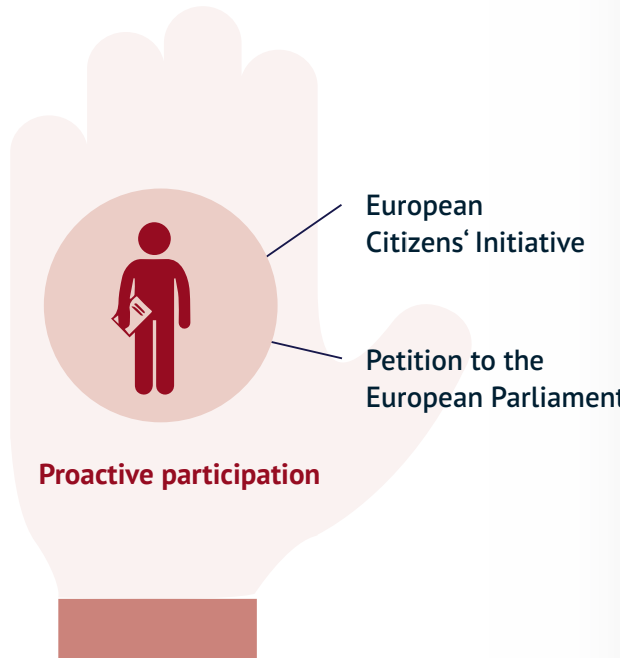 European
Citizens‘ Initiative
Petition to the
European Parliament
Proactive participation